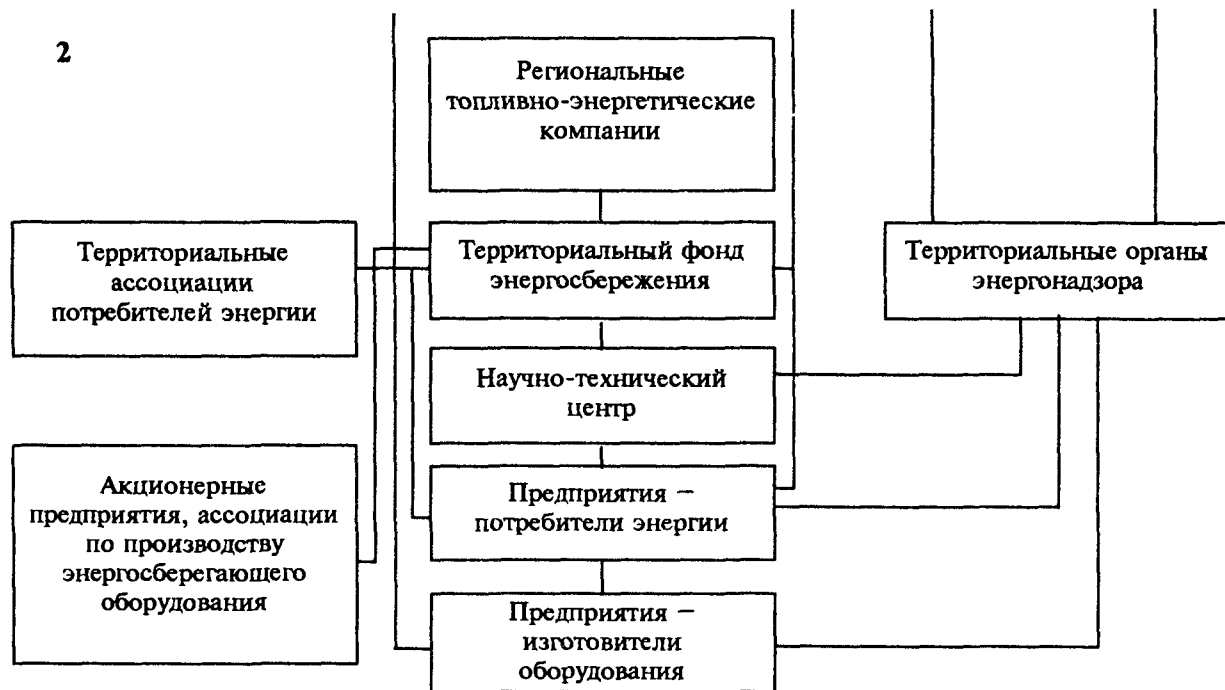 2
Региональные
топливно-энергетические
компании
Территориальные
ассоциации
потребителей энергии
Территориальный фонд
энергосбережения
Территориальные органы
энергонадзора
Научно-технический
центр
Акционерные
предприятия, ассоциации
по производству
энергосберегающего
оборудования
Предприятия —
потребители энергии
Предприятия —
изготовители
оборудования